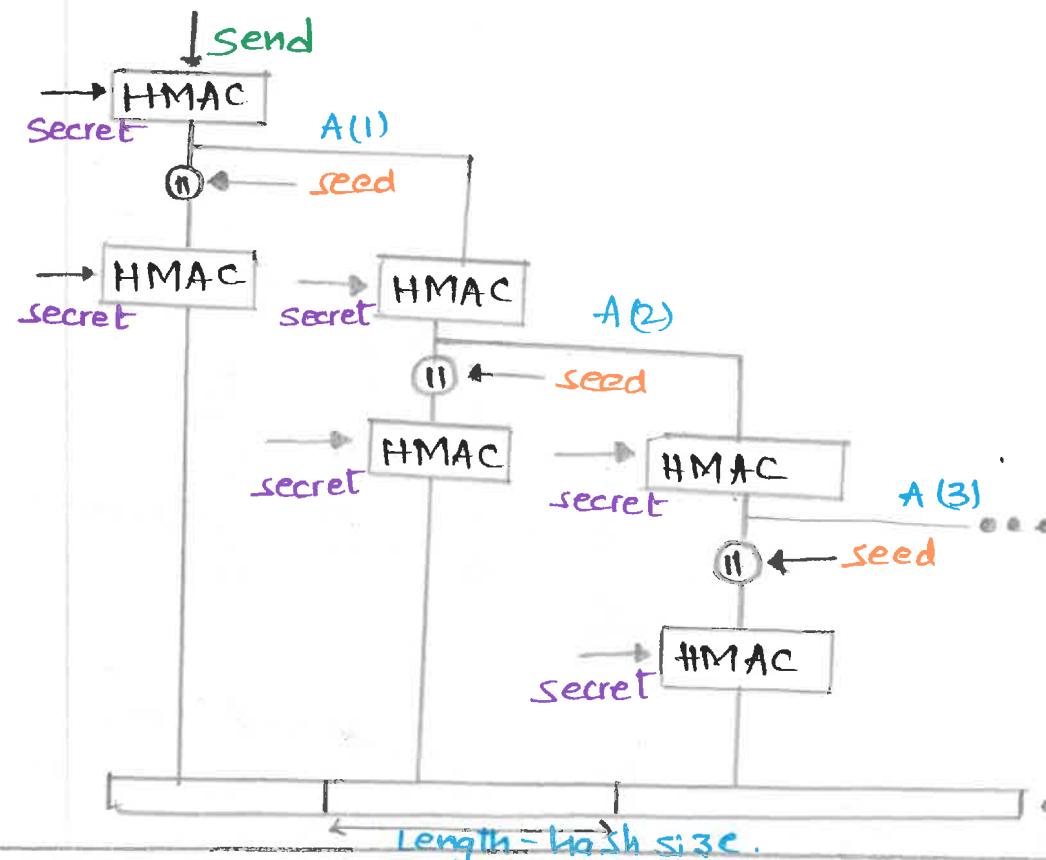 Send
HMAC
Secret
A(1)
seed
HMAC
HMAC
secret
secret
A(2)
seed
HMAC
HMAC
secret
secret
A(3)
seed
HMAC
secret
Length = hash size.